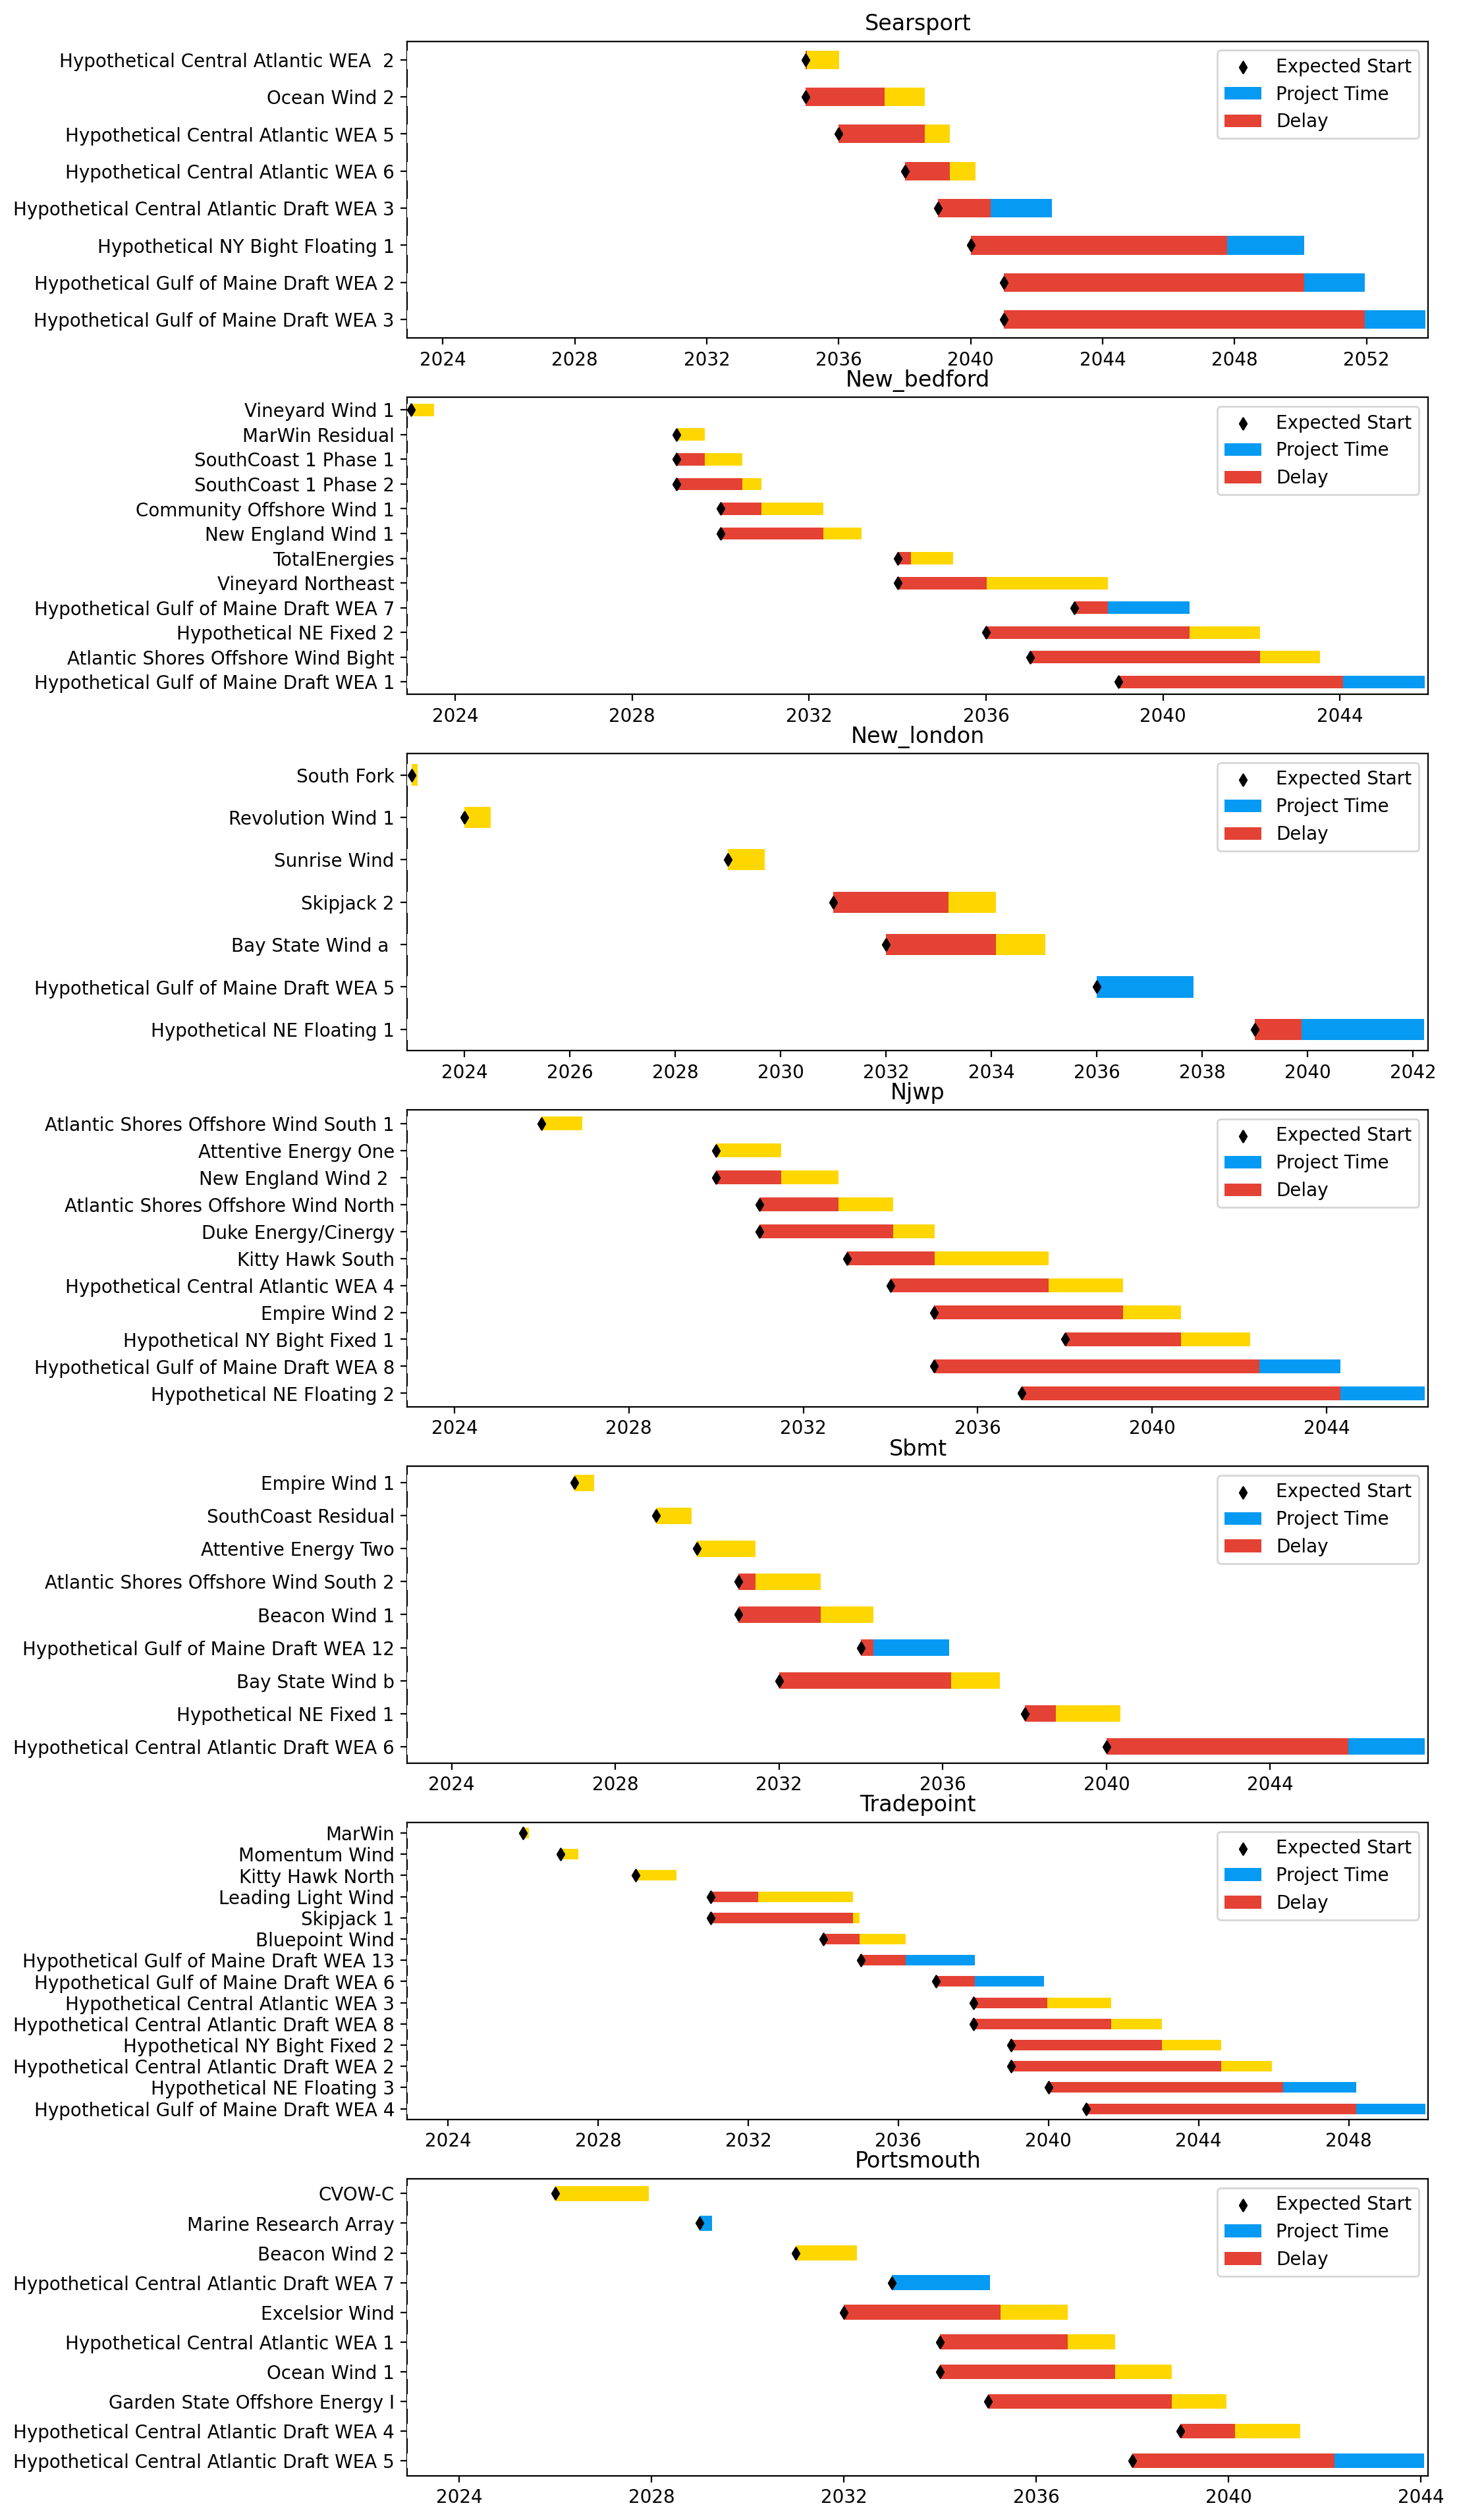 Searsport
Hypothetical Central Atlantic WEA  2
Ocean Wind 2
Hypothetical Central Atlantic WEA 5
Hypothetical Central Atlantic WEA 6
Hypothetical Central Atlantic Draft WEA 3
Hypothetical NY Bight Floating 1
Hypothetical Gulf of Maine Draft WEA 2
Hypothetical Gulf of Maine Draft WEA 3
Expected Start
Project Time
Delay
2024 2028 2032 2036 2040 2044 2048 2052
New_bedford
Vineyard Wind 1
MarWin Residual
SouthCoast 1 Phase 1
SouthCoast 1 Phase 2
Community Offshore Wind 1
New England Wind 1
TotalEnergies
Vineyard Northeast
Hypothetical Gulf of Maine Draft WEA 7
Hypothetical NE Fixed 2
Atlantic Shores Offshore Wind Bight
Hypothetical Gulf of Maine Draft WEA 1
Expected Start
Project Time
Delay
2024 2028 2032 2036 2040 2044
New_london
South Fork
Revolution Wind 1
Sunrise Wind
Skipjack 2
Bay State Wind a
Hypothetical Gulf of Maine Draft WEA 5
Hypothetical NE Floating 1
Expected Start
Project Time
Delay
2024 2026 2028 2030 2032 2034 2036 2038 2040 2042
Njwp
Atlantic Shores Offshore Wind South 1
Attentive Energy One
New England Wind 2
Atlantic Shores Offshore Wind North
Duke Energy/Cinergy
Kitty Hawk South
Hypothetical Central Atlantic WEA 4
Empire Wind 2
Hypothetical NY Bight Fixed 1
Hypothetical Gulf of Maine Draft WEA 8
Hypothetical NE Floating 2
Expected Start
Project Time
Delay
2024 2028 2032 2036 2040 2044
Sbmt
Empire Wind 1
SouthCoast Residual
Attentive Energy Two
Atlantic Shores Offshore Wind South 2
Beacon Wind 1
Hypothetical Gulf of Maine Draft WEA 12
Bay State Wind b
Hypothetical NE Fixed 1
Hypothetical Central Atlantic Draft WEA 6
Expected Start
Project Time
Delay
2024 2028 2032 2036 2040 2044
Tradepoint
MarWin
Momentum Wind
Kitty Hawk North
Leading Light Wind
Skipjack 1
Bluepoint Wind
Hypothetical Gulf of Maine Draft WEA 13
Hypothetical Gulf of Maine Draft WEA 6
Hypothetical Central Atlantic WEA 3
Hypothetical Central Atlantic Draft WEA 8
Hypothetical NY Bight Fixed 2
Hypothetical Central Atlantic Draft WEA 2
Hypothetical NE Floating 3
Hypothetical Gulf of Maine Draft WEA 4
Expected Start
Project Time
Delay
2024 2028 2032 2036 2040 2044 2048
Portsmouth
CVOW-C
Marine Research Array
Beacon Wind 2
Hypothetical Central Atlantic Draft WEA 7
Excelsior Wind
Hypothetical Central Atlantic WEA 1
Ocean Wind 1
Garden State Offshore Energy I
Hypothetical Central Atlantic Draft WEA 4
Hypothetical Central Atlantic Draft WEA 5
Expected Start
Project Time
Delay
2024 2028 2032 2036 2040 2044